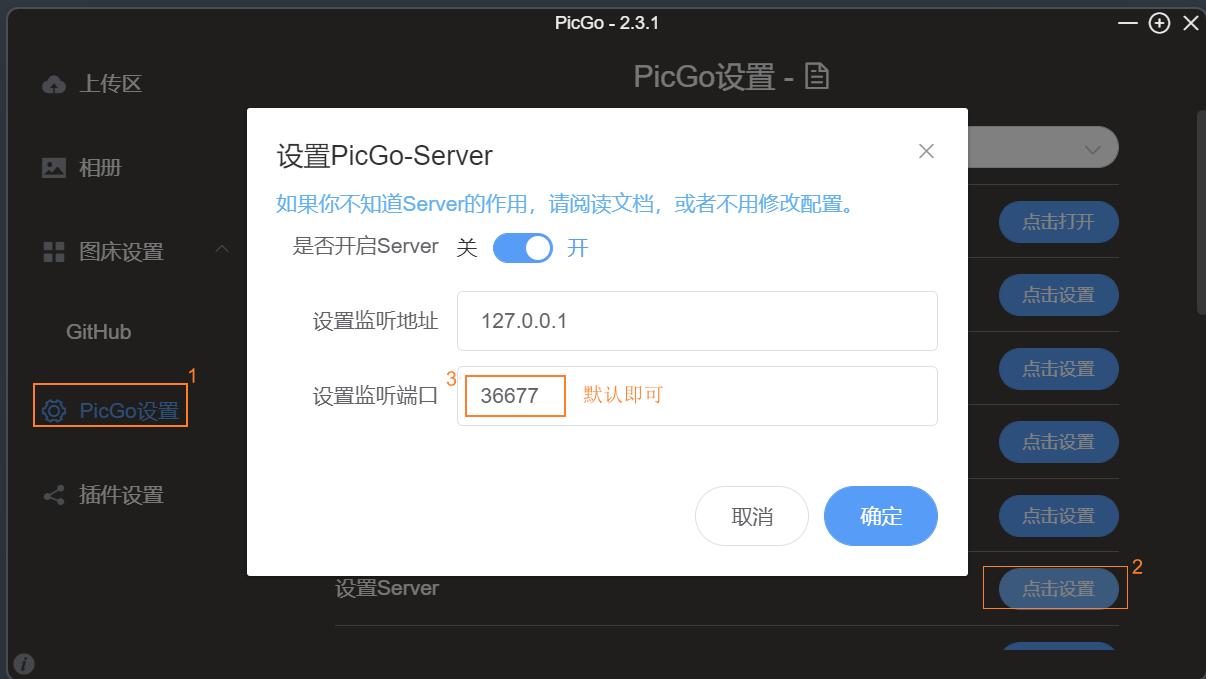 PicGo - 2.3.1
上传区
相册
图床设置
GitHub
1
PicGo设置
插件设置
PicGo设置 -
点击打开
点击设置
点击设置
点击设置
点击设置
设置Server
点击设置
2
设置PicGo-Server
如果你不知道Server的作用，请阅读文档，或者不用修改配置。
是否开启Server 关 开
设置监听地址 127.0.0.1
设置监听端口 3 36677 默认即可
取消 确定